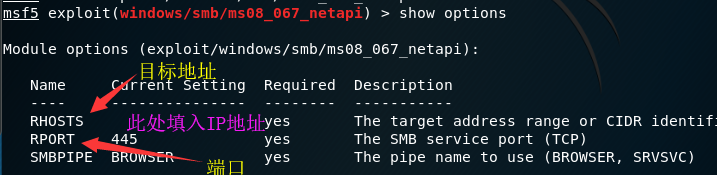 msf5 exploit(windows/smb/ms08_067_netapi) > show options
Module options (exploit/windows/smb/ms08_067_netapi):
目标地址
Name Current Setting Required Description
---- --------------- -------- -----------
RHOSTS 此处填入IP地址 yes The target address range or CIDR identif
RPORT 445 yes The SMB service port (TCP)
SMBPIPE BROWSER yes The pipe name to use (BROWSER, SRVSVC)
端口